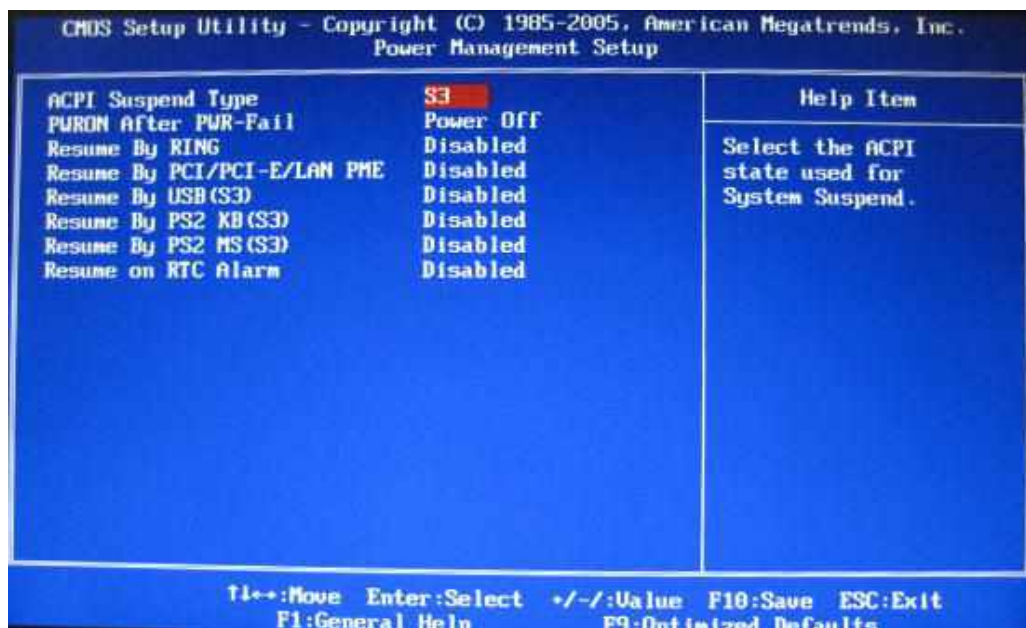 CMOS Setup Utility - Copyright (C) 1985-2005, American Megatrends, Inc.
Power Management Setup
ACPI Suspend Type S3
PWRON After PWR-Fail Power Off
Resume By RING Disabled
Resume By PCI/PCI-E/LAN PME Disabled
Resume By USB(S3) Disabled
Resume By PS2 KB(S3) Disabled
Resume By PS2 MS(S3) Disabled
Resume on RTC Alarm Disabled
Help Item
Select the ACPI
state used for
System Suspend.
↑↓←→:Move Enter:Select +/-/:Value F10:Save ESC:Exit
F1:General Help F9:Optimized Defaults